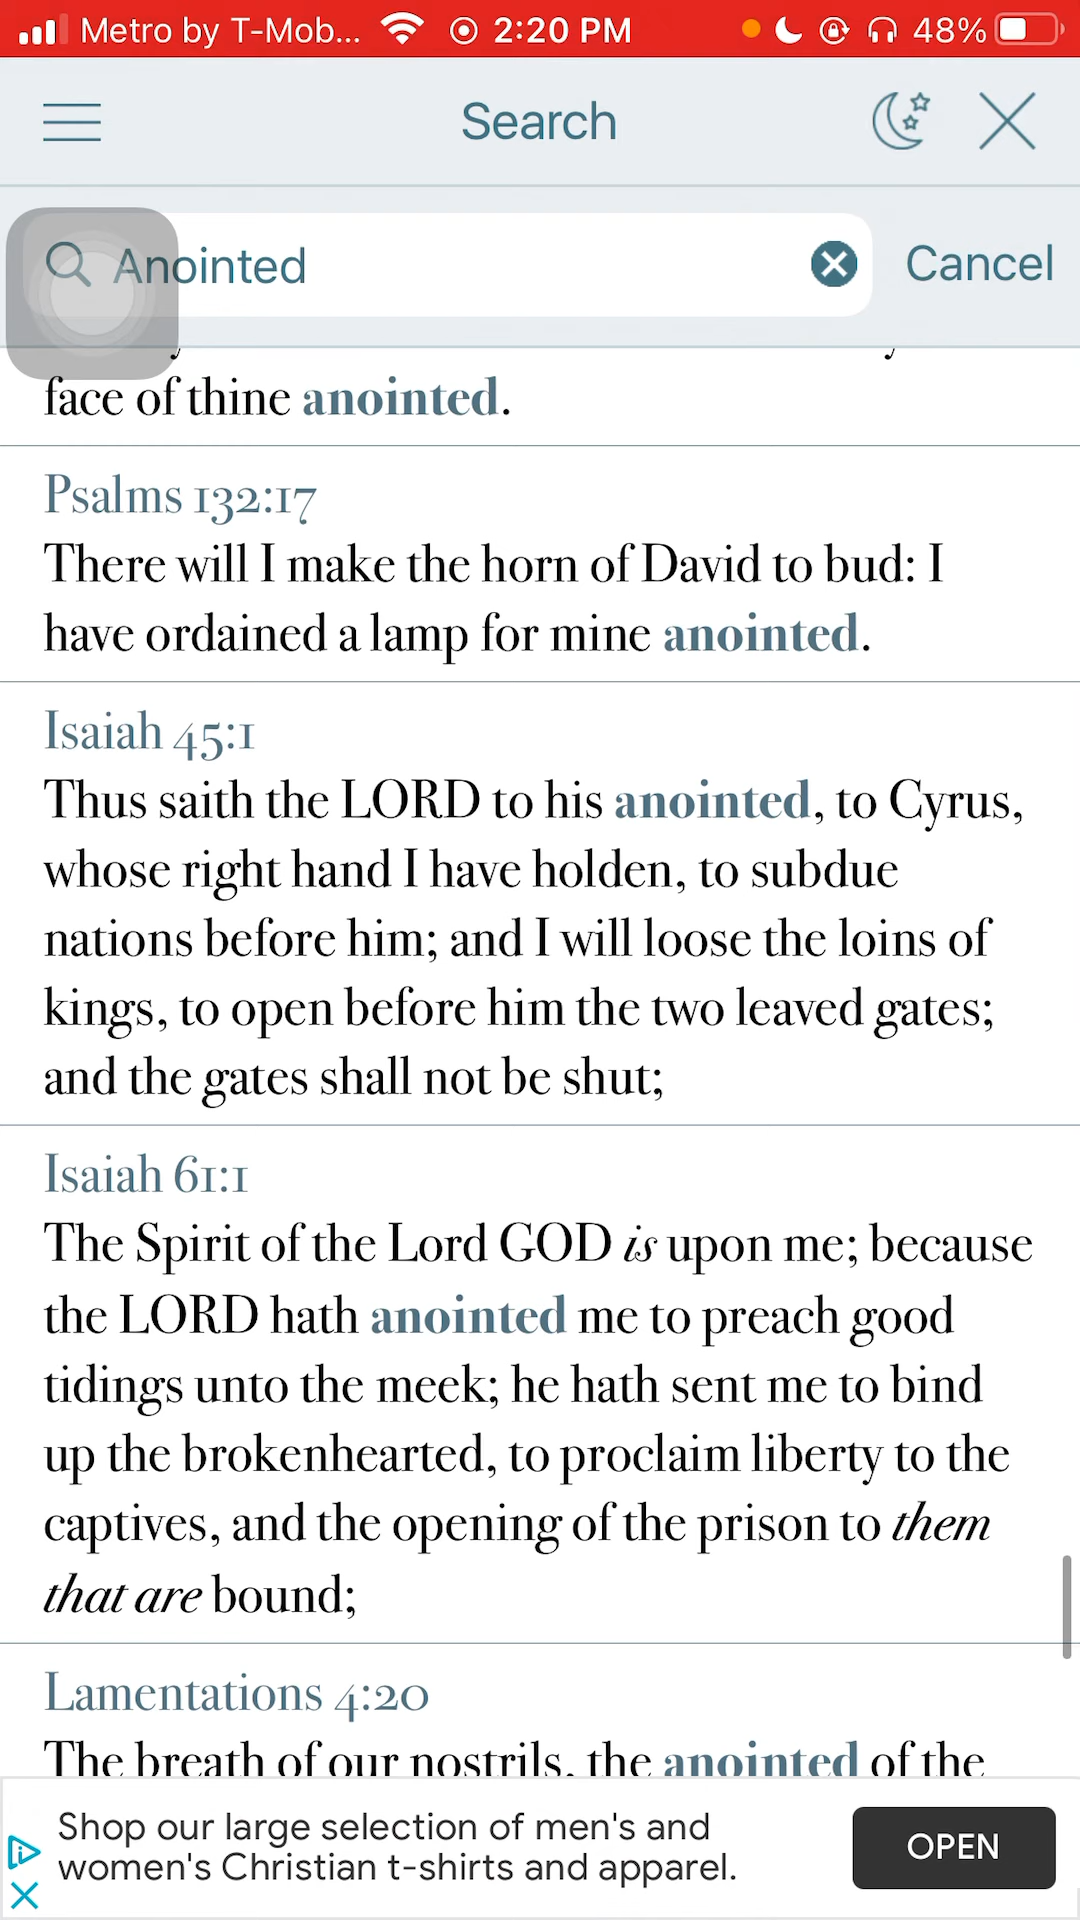 Metro by T-Mob... 2:20 PM 48%
Search
Anointed Cancel
face of thine anointed.
Psalms 132:17
There will I make the horn of David to bud: I
have ordained a lamp for mine anointed.
Isaiah 45:1
Thus saith the LORD to his anointed, to Cyrus,
whose right hand I have holden, to subdue
nations before him; and I will loose the loins of
kings, to open before him the two leaved gates;
and the gates shall not be shut;
Isaiah 61:1
The Spirit of the Lord GOD is upon me; because
the LORD hath anointed me to preach good
tidings unto the meek; he hath sent me to bind
up the brokenhearted, to proclaim liberty to the
captives, and the opening of the prison to them
that are bound;
Lamentations 4:20
The breath of our nostrils, the anointed of the
Shop our large selection of men's and
women's Christian t-shirts and apparel.
OPEN